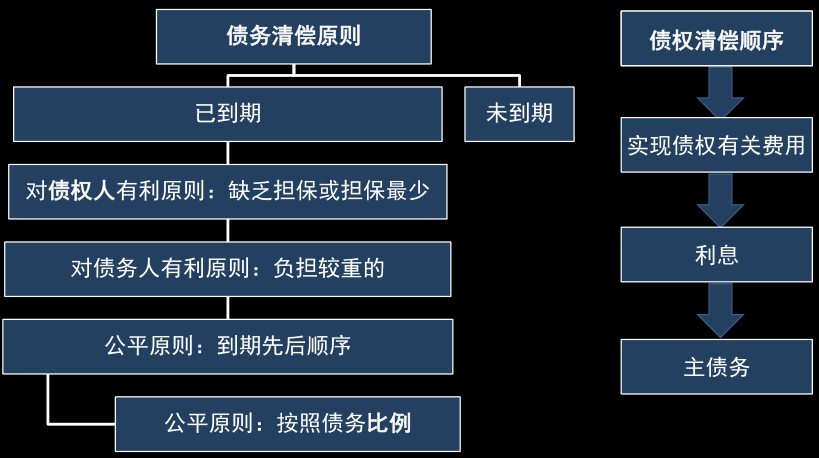 债务清偿原则
已到期
未到期
对债权人有利原则：缺乏担保或担保最少
对债务人有利原则：负担较重的
公平原则：到期先后顺序
公平原则：按照债务比例
债权清偿顺序
实现债权有关费用
利息
主债务